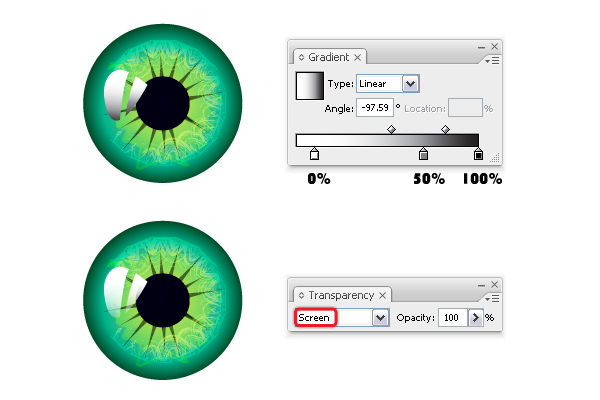 Gradient
Type: Linear
Angle: -97.59 ° Location: %
0% 50% 100%
Transparency
Screen Opacity: 100 %